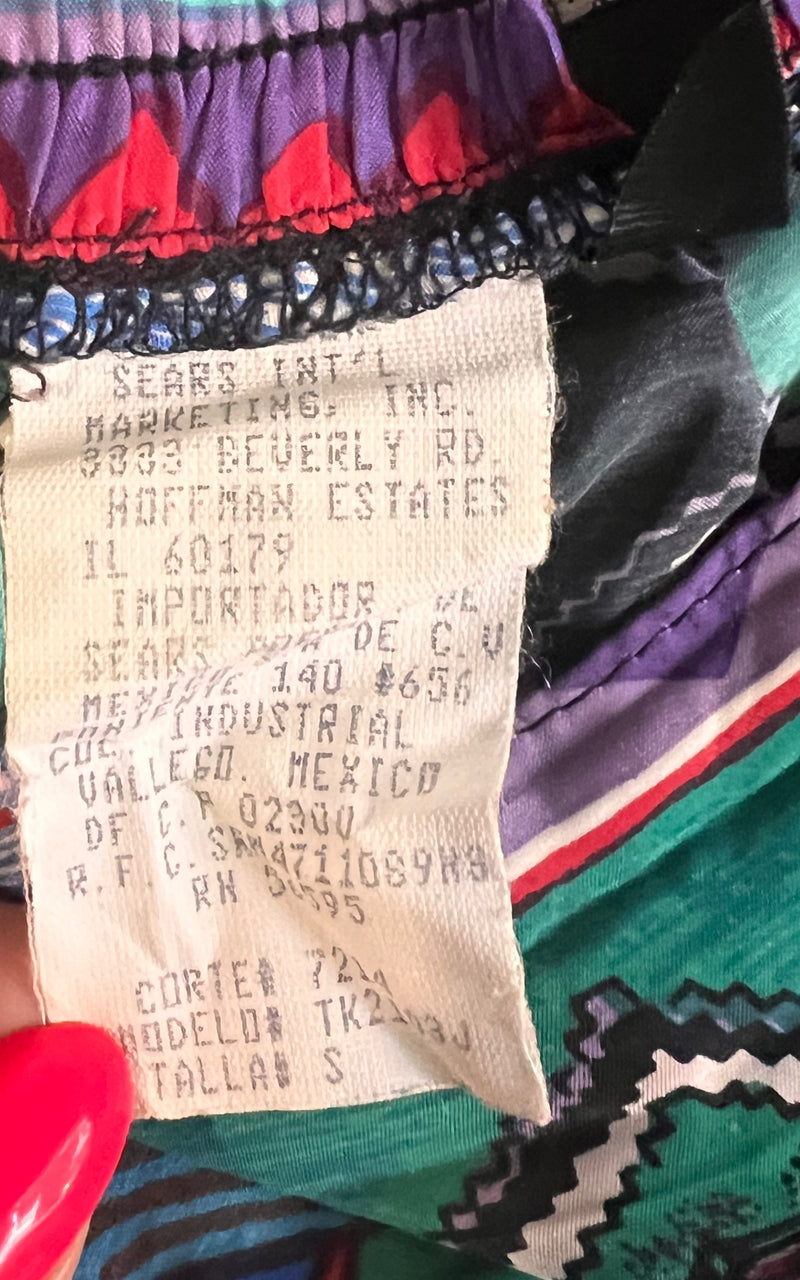 SEARS INT'L
MARKETING, INC.
BEVERLY RD.
HOFFMAN ESTATES
IL 60179
IMPORTADOR. DE
SEARS DE C.V
140 #656
INDUSTRIAL
VALLEGO. MEXICO
DF C.P 02300
R.F.C.
RN
CORTE#
MODELO#
TALLA# S